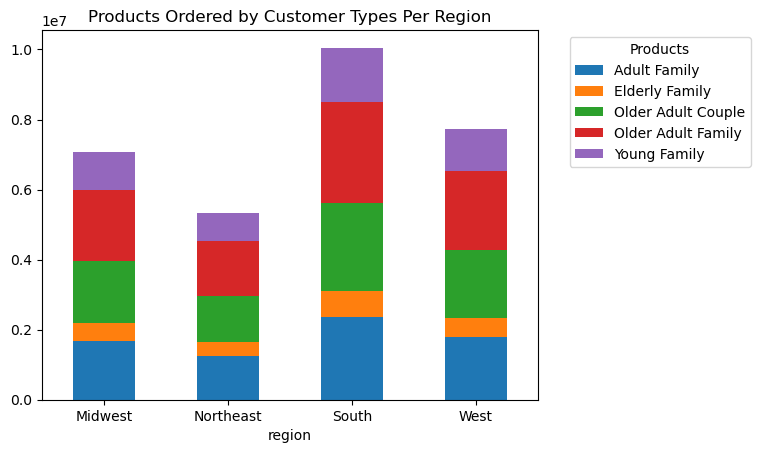 Products Ordered by Customer Types Per Region
1e7
1.0
0.8
0.6
0.4
0.2
0.0
Midwest Northeast South West
region
Products
Adult Family
Elderly Family
Older Adult Couple
Older Adult Family
Young Family